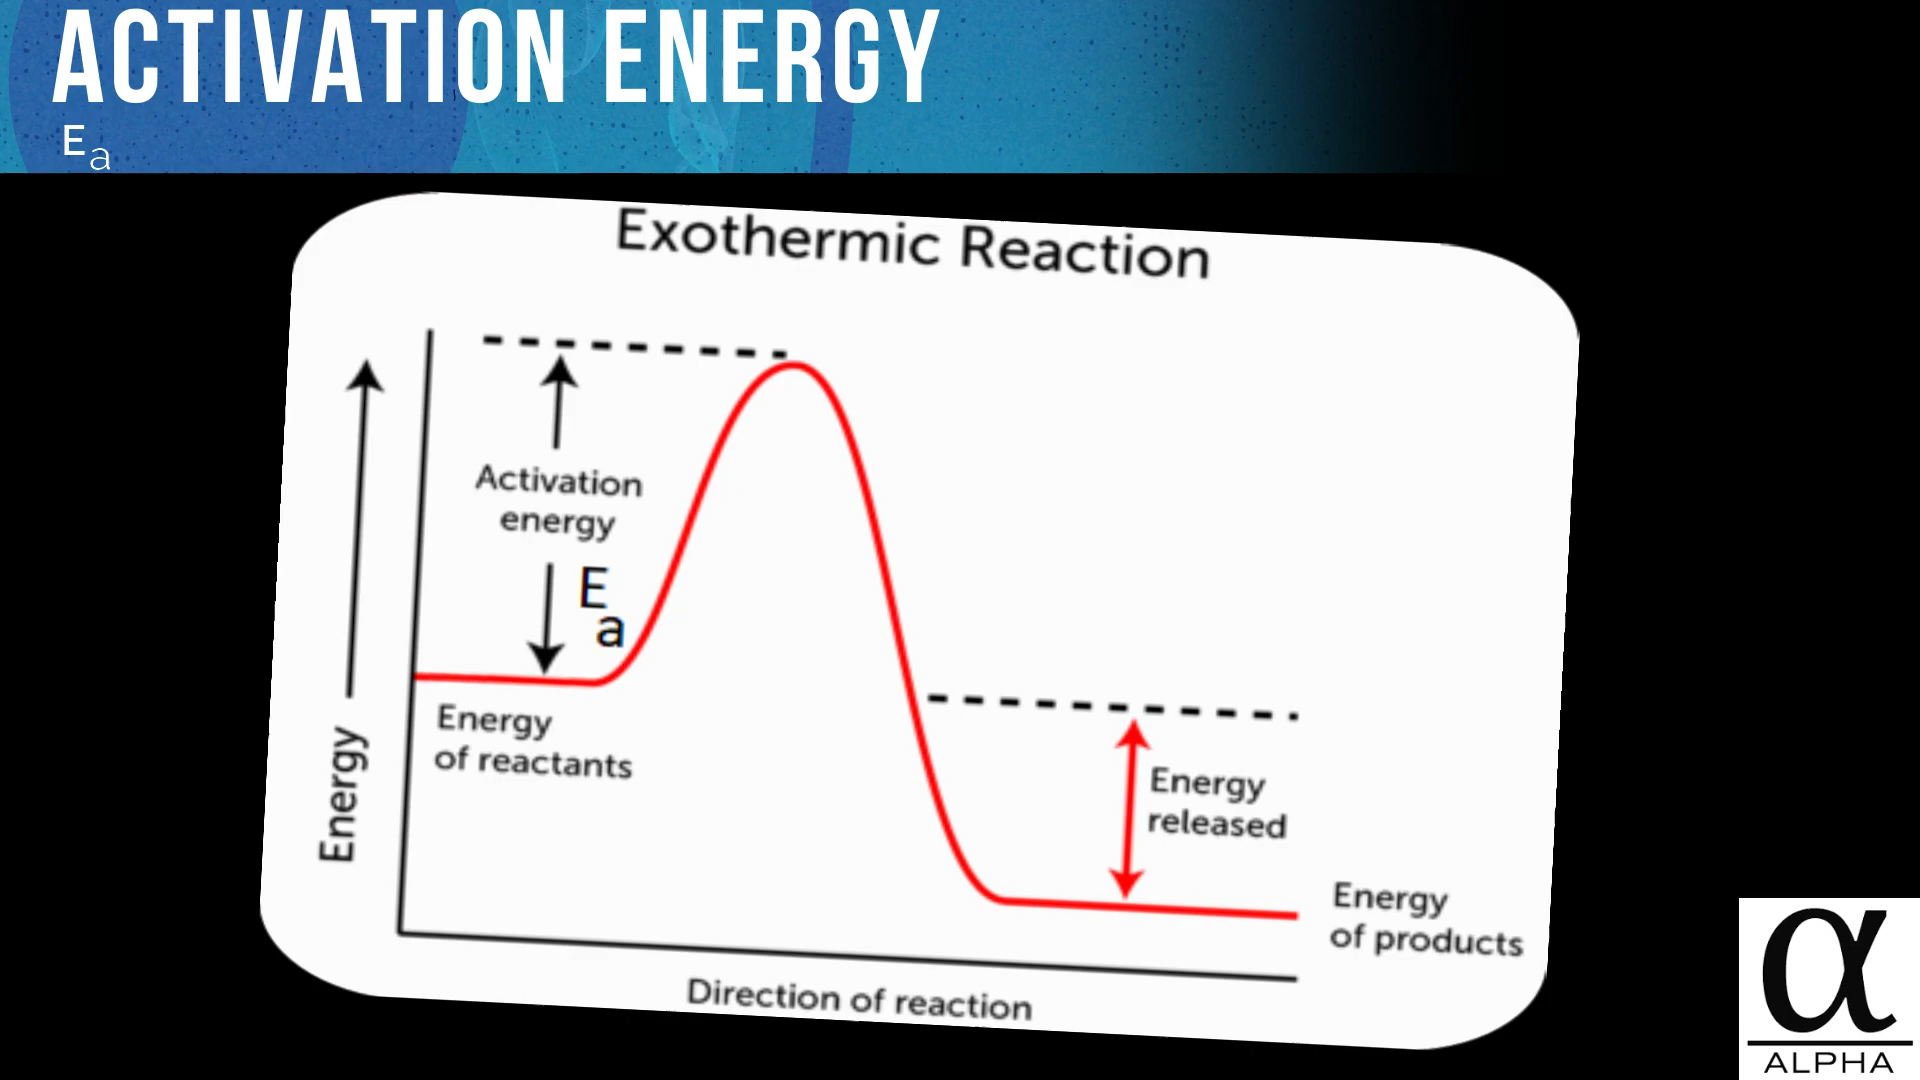 ACTIVATION ENERGY
Ea
Exothermic Reaction
Activation
energy
E
a
Energy
of reactants
Energy
Energy
released
Energy
of products
Direction of reaction
α
ALPHA